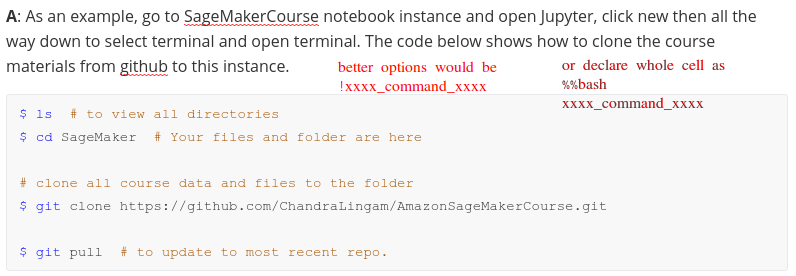 A: As an example, go to SageMakerCourse notebook instance and open Jupyter, click new then all the
way down to select terminal and open terminal. The code below shows how to clone the course
materials from github to this instance.
better options would be
!xxxx_command_xxxx
or declare whole cell as
%%bash
xxxx_command_xxxx
$ ls  # to view all directories
$ cd SageMaker  # Your files and folder are here
# clone all course data and files to the folder
$ git clone https://github.com/ChandraLingam/AmazonSageMakerCourse.git
$ git pull  # to update to most recent repo.